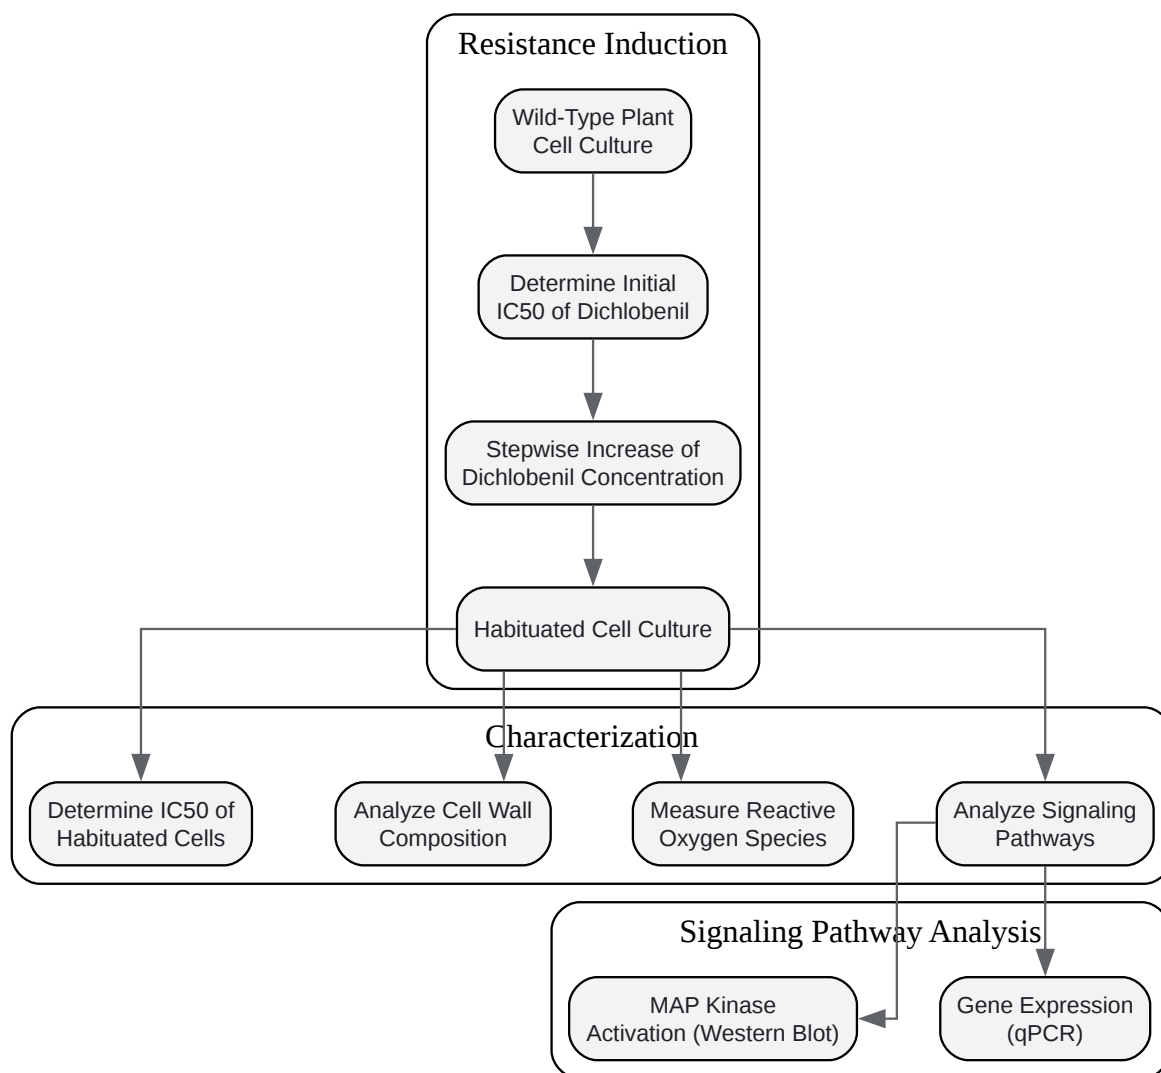 Resistance Induction
Wild-Type Plant
Cell Culture
Determine Initial
IC50 of Dichlobenil
Stepwise Increase of
Dichlobenil Concentration
Habituated Cell Culture
Characterization
Determine IC50 of
Habituated Cells
Analyze Cell Wall
Composition
Measure Reactive
Oxygen Species
Analyze Signaling
Pathways
Signaling Pathway Analysis
MAP Kinase
Activation (Western Blot)
Gene Expression
(qPCR)